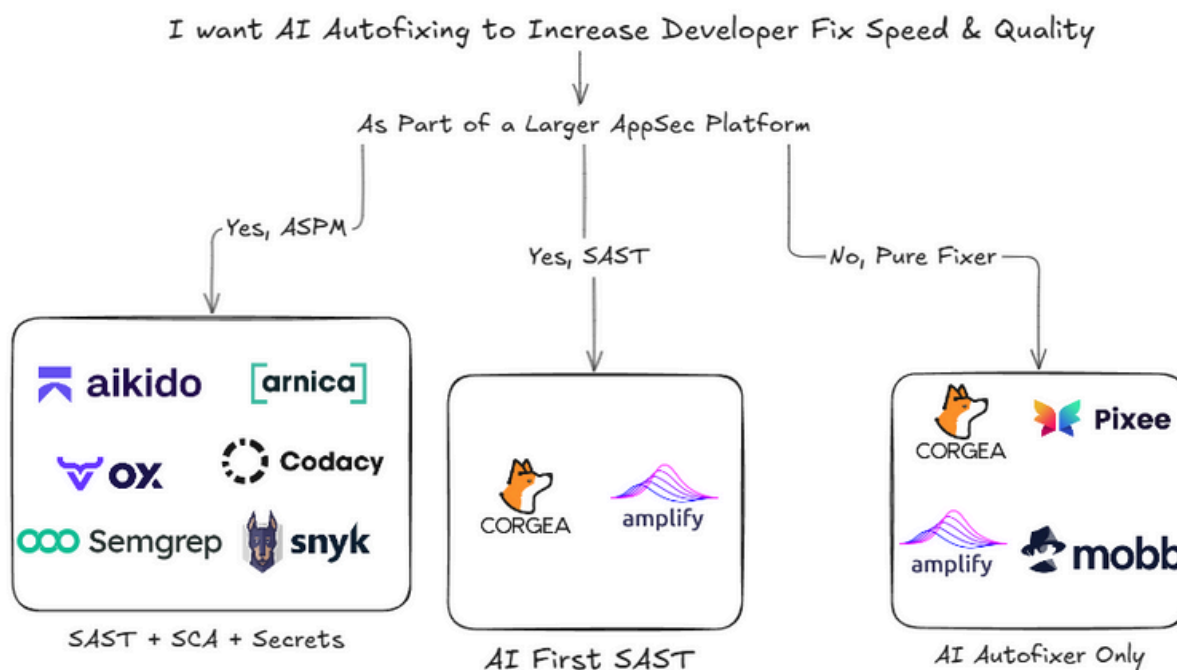 I want AI Autofixing to Increase Developer Fix Speed & Quality
As Part of a Larger AppSec Platform
Yes, ASPM
Yes, SAST
No, Pure Fixer
aikido
[arnica]
OX
Codacy
Semgrep
snyk
SAST + SCA + Secrets
CORGEA
amplify
AI First SAST
CORGEA
Pixee
amplify
mobb
AI Autofixer Only